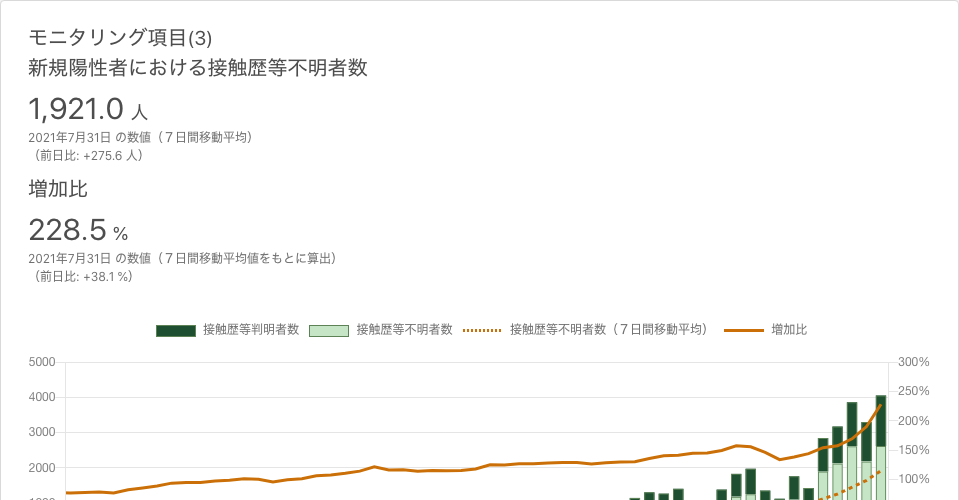 モニタリング項目(3)
新規陽性者における接触歴等不明者数
1,921.0 人
2021年7月31日 の数値（７日間移動平均）
（前日比: +275.6 人）
増加比
228.5 %
2021年7月31日 の数値（７日間移動平均値をもとに算出）
（前日比: +38.1 %）
接触歴等判明者数 接触歴等不明者数 接触歴等不明者数（７日間移動平均） 増加比
5000 300%
250%
4000
200%
3000
150%
2000
100%
1000